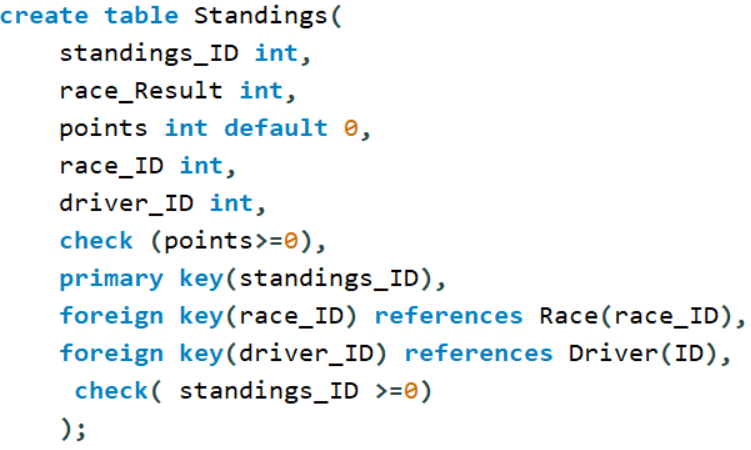 create table Standings(
standings_ID int,
race_Result int,
points int default 0,
race_ID int,
driver_ID int,
check (points>=0),
primary key(standings_ID),
foreign key(race_ID) references Race(race_ID),
foreign key(driver_ID) references Driver(ID),
check( standings_ID >=0)
);